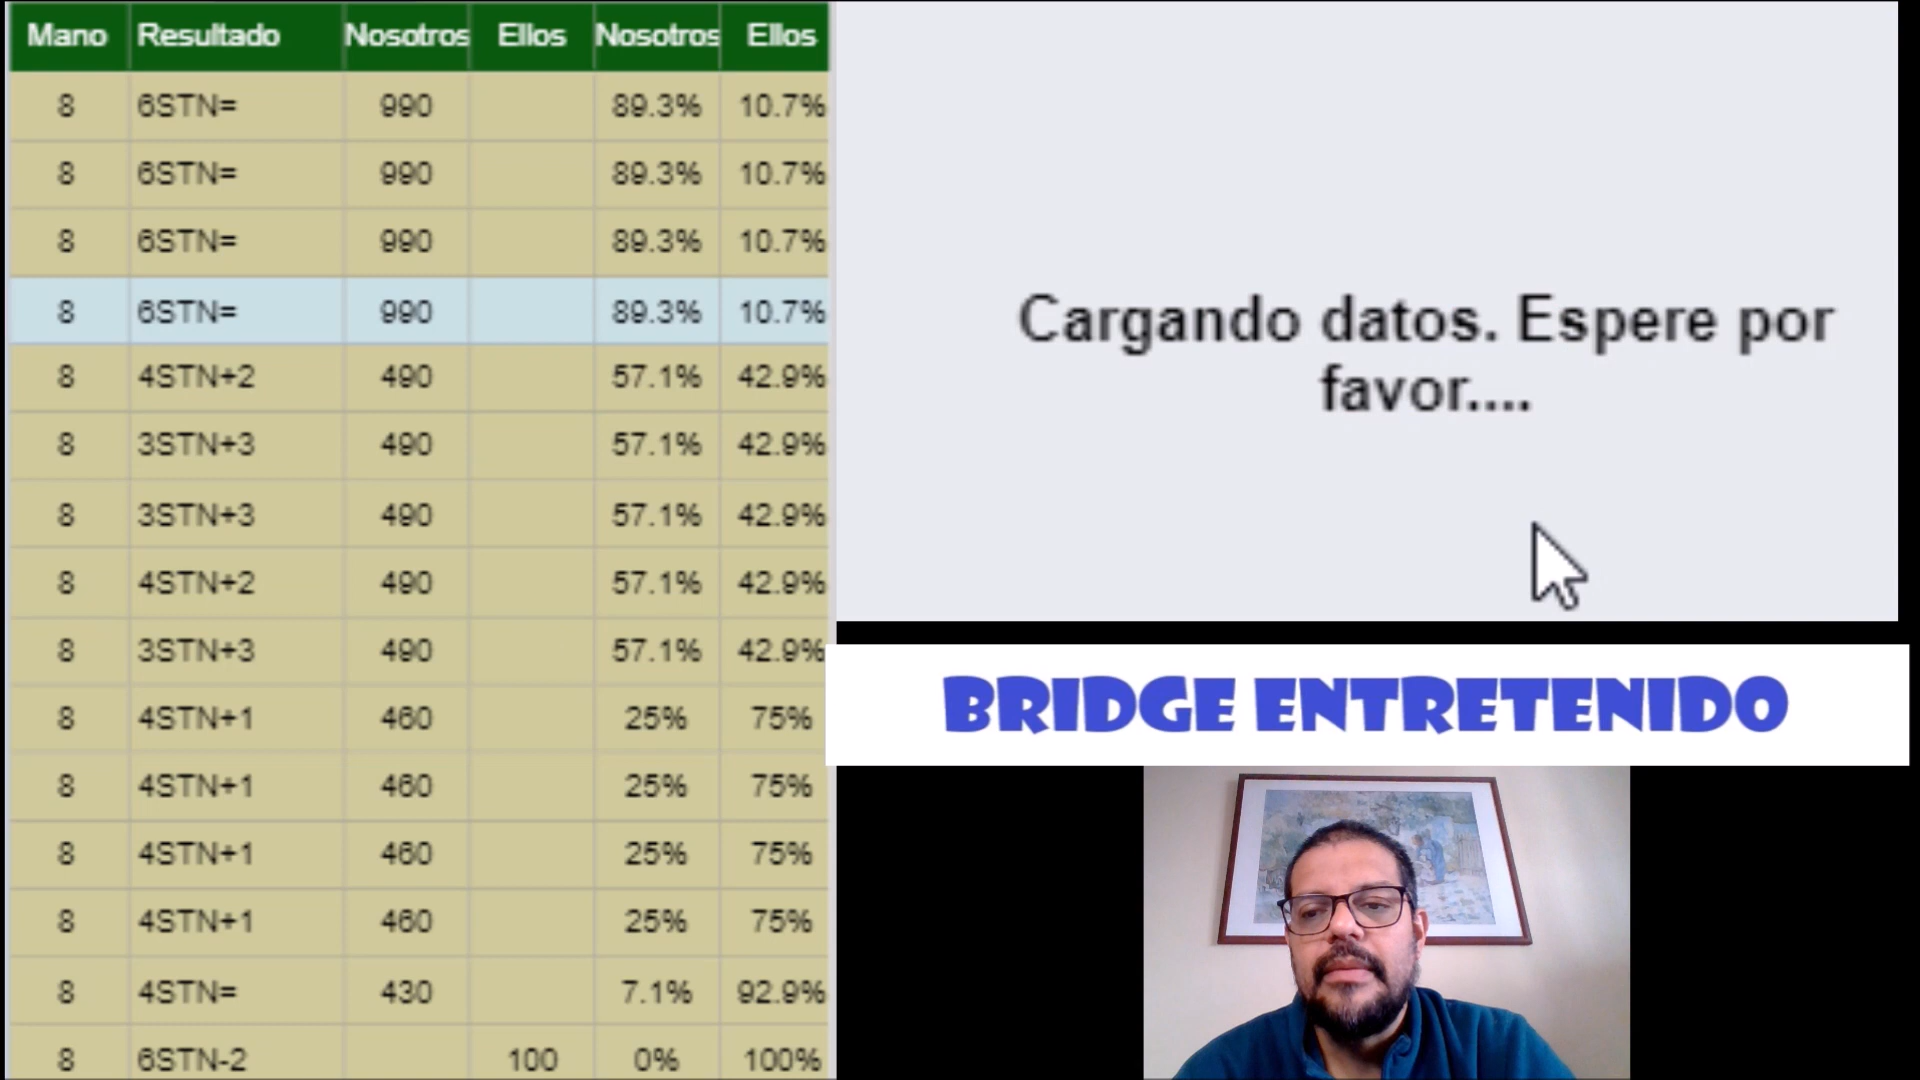 Mano Resultado Nosotros Ellos Nosotros Ellos
8 6STN= 990 89.3% 10.7%
8 6STN= 990 89.3% 10.7%
8 6STN= 990 89.3% 10.7%
8 6STN= 990 89.3% 10.7%
8 4STN+2 490 57.1% 42.9%
8 3STN+3 490 57.1% 42.9%
8 3STN+3 490 57.1% 42.9%
8 4STN+2 490 57.1% 42.9%
8 3STN+3 490 57.1% 42.9%
8 4STN+1 460 25% 75%
8 4STN+1 460 25% 75%
8 4STN+1 460 25% 75%
8 4STN+1 460 25% 75%
8 4STN= 430 7.1% 92.9%
8 6STN-2 100 0% 100%
Cargando datos. Espere por
favor....
BRIDGE ENTRETENIDO